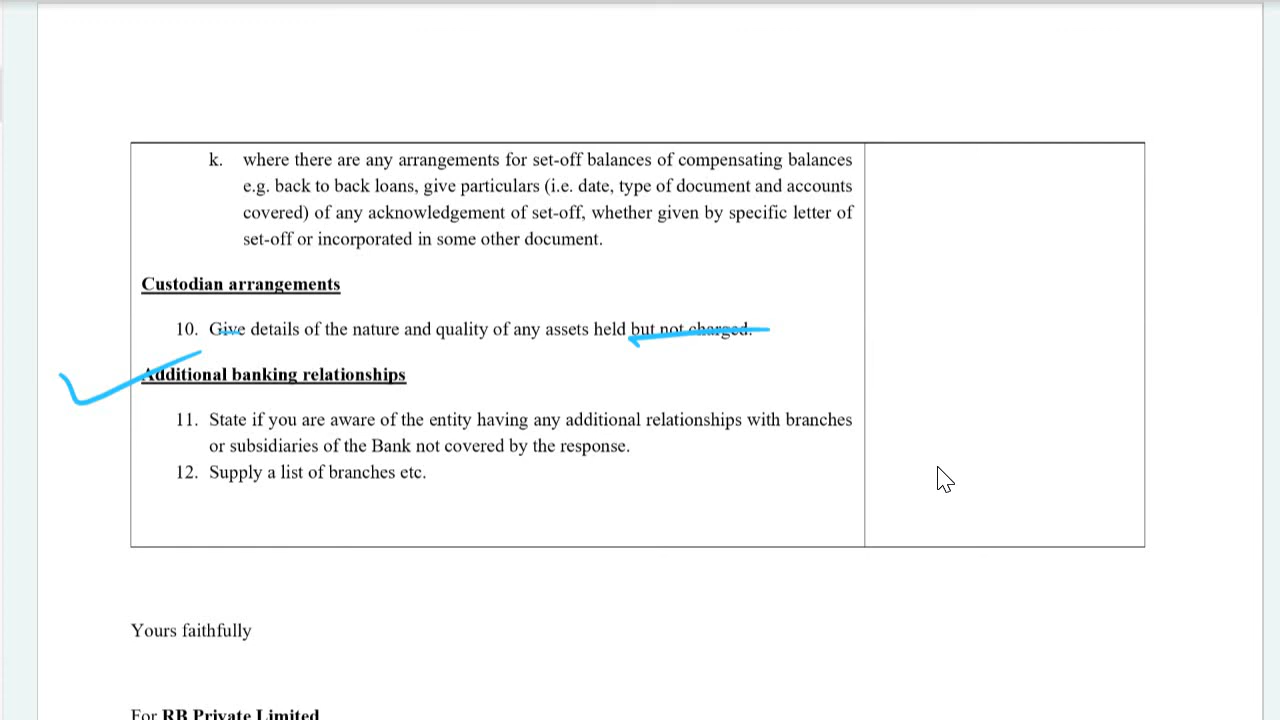 k. where there are any arrangements for set-off balances of compensating balances
e.g. back to back loans, give particulars (i.e. date, type of document and accounts
covered) of any acknowledgement of set-off, whether given by specific letter of
set-off or incorporated in some other document.
Custodian arrangements
10. Give details of the nature and quality of any assets held but not charged.
Additional banking relationships
11. State if you are aware of the entity having any additional relationships with branches
or subsidiaries of the Bank not covered by the response.
12. Supply a list of branches etc.
Yours faithfully
For RB Private Limited